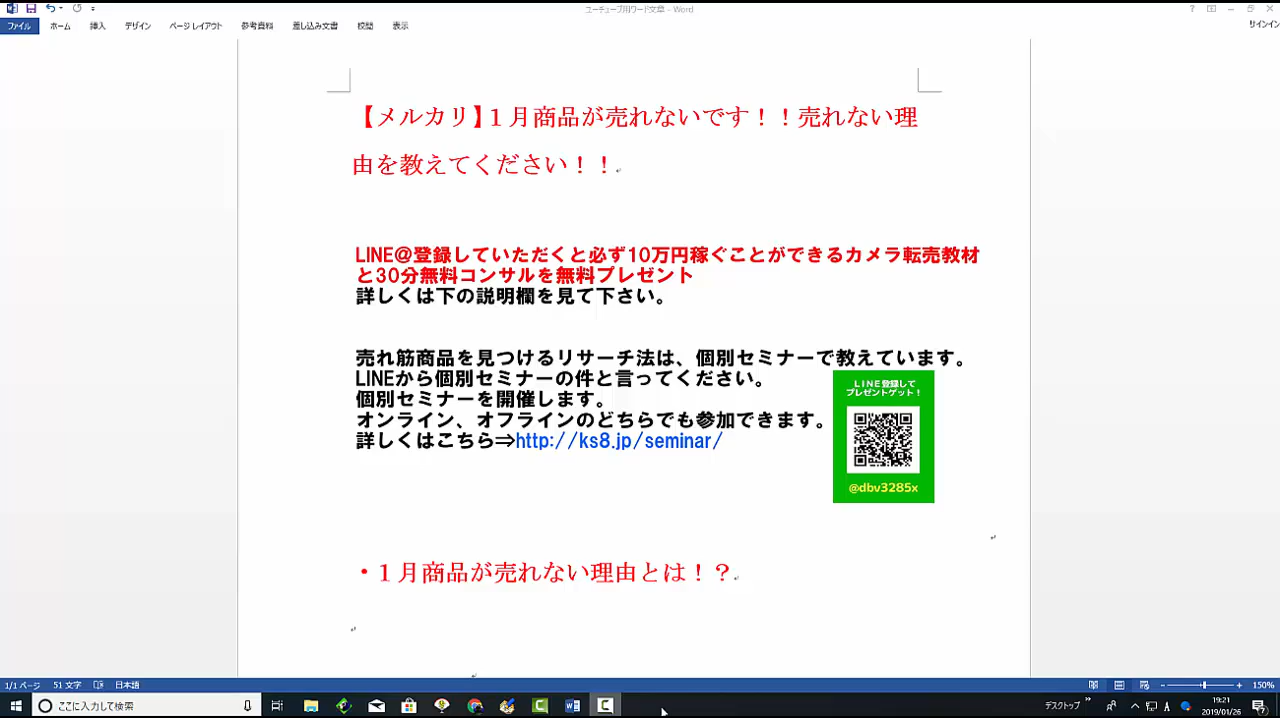 ユーチューブ用ワード文章 - Word
ファイル ホーム 挿入 デザイン ページ レイアウト 参考資料 差し込み文書 校閲 表示
サインイン
【メルカリ】１月商品が売れないです！！売れない理
由を教えてください！！
LINE@登録していただくと必ず10万円稼ぐことができるカメラ転売教材
と30分無料コンサルを無料プレゼント
詳しくは下の説明欄を見て下さい。
売れ筋商品を見つけるリサーチ法は、個別セミナーで教えています。
LINEから個別セミナーの件と言ってください。
個別セミナーを開催します。
オンライン、オフラインのどちらでも参加できます。
詳しくはこちら⇒http://ks8.jp/seminar/
LINE登録して
プレゼントゲット！
@dbv3285x
・１月商品が売れない理由とは！？
1/1 ページ 51 文字 日本語
150%
ここに入力して検索
デスクトップ
19:21
2019/01/26